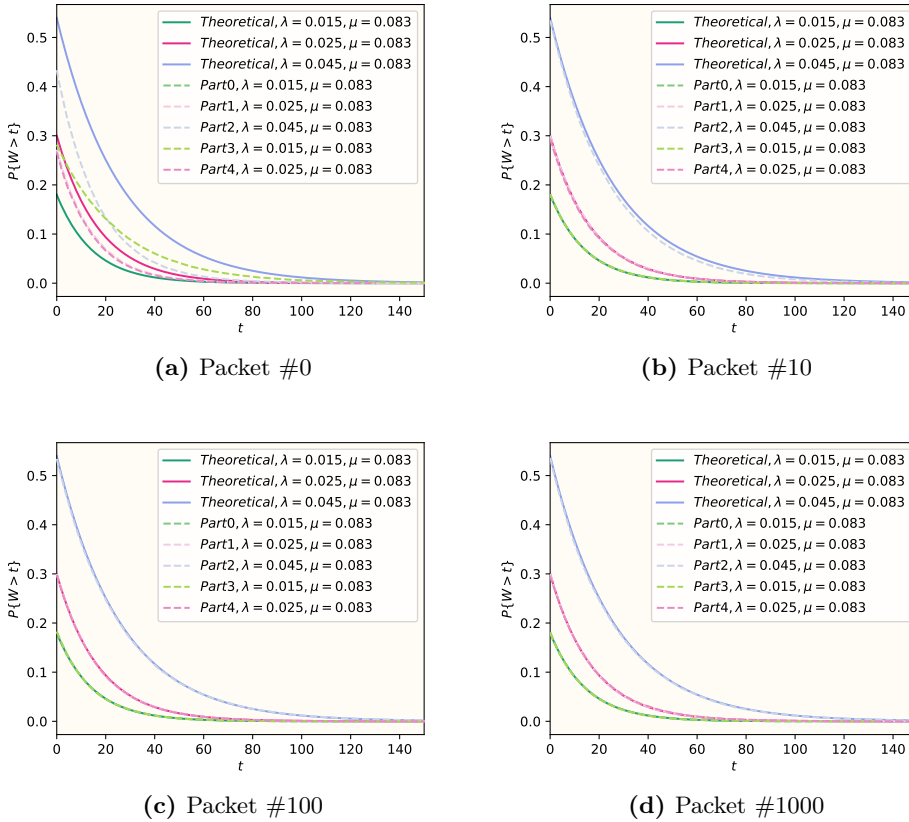 0.5
0.4
0.3
0.2
0.1
0.0
P{W > t}
Theoretical, λ = 0.015, μ = 0.083
Theoretical, λ = 0.025, μ = 0.083
Theoretical, λ = 0.045, μ = 0.083
Part0, λ = 0.015, μ = 0.083
Part1, λ = 0.025, μ = 0.083
Part2, λ = 0.045, μ = 0.083
Part3, λ = 0.015, μ = 0.083
Part4, λ = 0.025, μ = 0.083
0 20 40 60 80 100 120 140
t
(a) Packet #0
0.5
0.4
0.3
0.2
0.1
0.0
P{W > t}
Theoretical, λ = 0.015, μ = 0.083
Theoretical, λ = 0.025, μ = 0.083
Theoretical, λ = 0.045, μ = 0.083
Part0, λ = 0.015, μ = 0.083
Part1, λ = 0.025, μ = 0.083
Part2, λ = 0.045, μ = 0.083
Part3, λ = 0.015, μ = 0.083
Part4, λ = 0.025, μ = 0.083
0 20 40 60 80 100 120 140
t
(b) Packet #10
0.5
0.4
0.3
0.2
0.1
0.0
P{W > t}
Theoretical, λ = 0.015, μ = 0.083
Theoretical, λ = 0.025, μ = 0.083
Theoretical, λ = 0.045, μ = 0.083
Part0, λ = 0.015, μ = 0.083
Part1, λ = 0.025, μ = 0.083
Part2, λ = 0.045, μ = 0.083
Part3, λ = 0.015, μ = 0.083
Part4, λ = 0.025, μ = 0.083
0 20 40 60 80 100 120 140
t
(c) Packet #100
0.5
0.4
0.3
0.2
0.1
0.0
P{W > t}
Theoretical, λ = 0.015, μ = 0.083
Theoretical, λ = 0.025, μ = 0.083
Theoretical, λ = 0.045, μ = 0.083
Part0, λ = 0.015, μ = 0.083
Part1, λ = 0.025, μ = 0.083
Part2, λ = 0.045, μ = 0.083
Part3, λ = 0.015, μ = 0.083
Part4, λ = 0.025, μ = 0.083
0 20 40 60 80 100 120 140
t
(d) Packet #1000